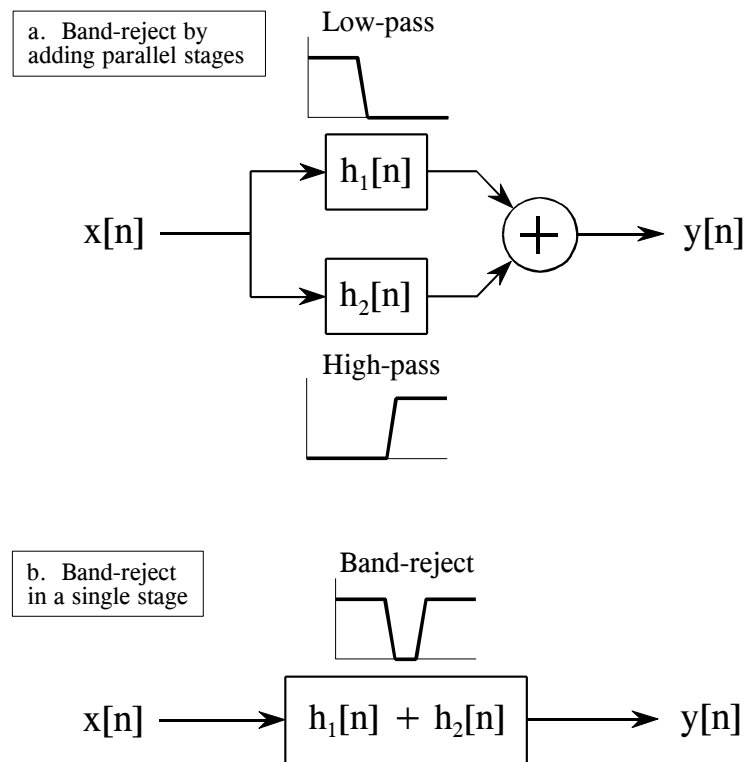 a. Band-reject by
adding parallel stages
Low-pass
h₁[n]
x[n]
y[n]
h₂[n]
High-pass
b. Band-reject
in a single stage
Band-reject
x[n]
h₁[n] + h₂[n]
y[n]